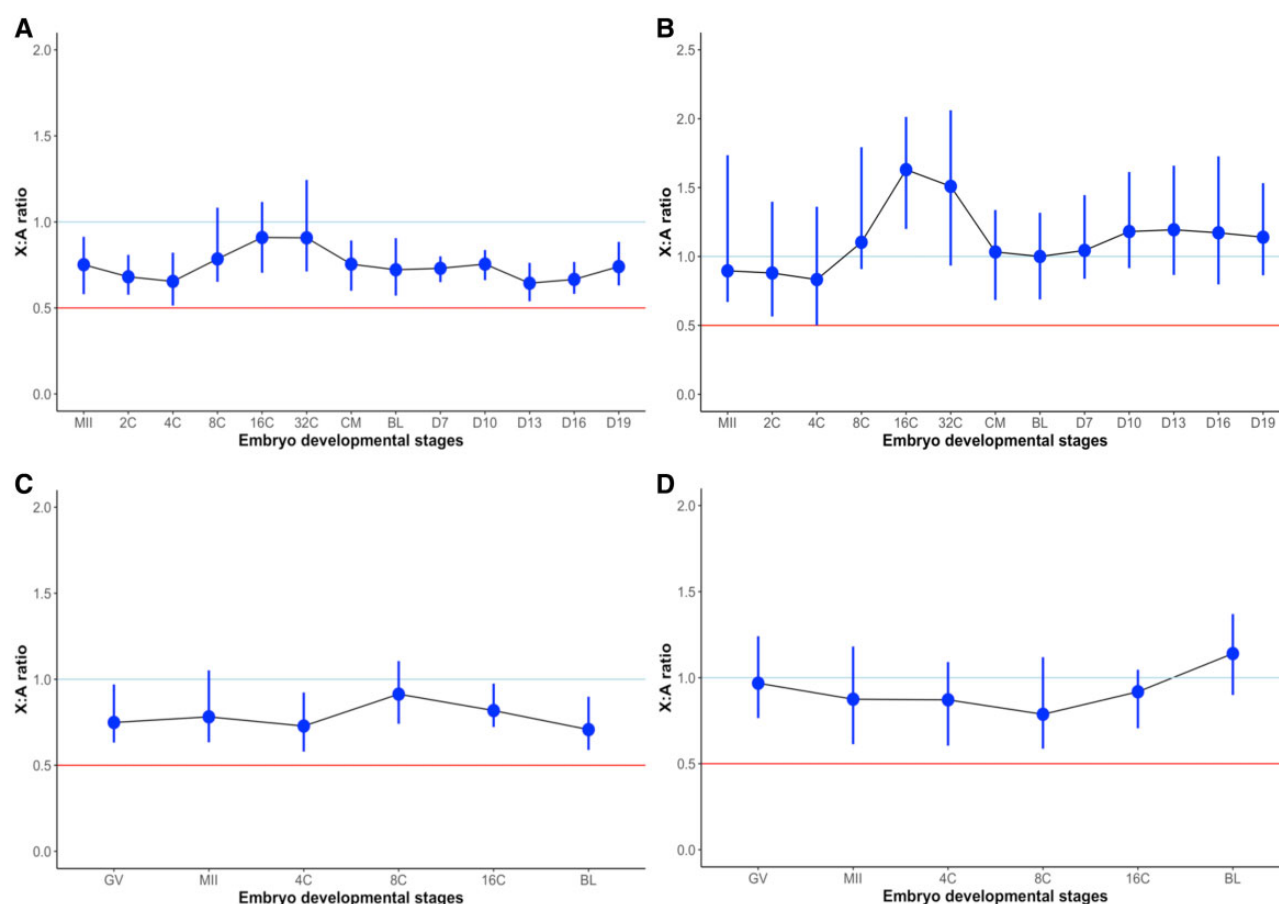 A
X:A ratio
2.0
1.5
1.0
0.5
0.0
MII 2C 4C 8C 16C 32C CM BL D7 D10 D13 D16 D19
Embryo developmental stages
B
X:A ratio
2.5
2.0
1.5
1.0
0.5
0.0
MII 2C 4C 8C 16C 32C CM BL D7 D10 D13 D16 D19
Embryo developmental stages
C
X:A ratio
2.0
1.5
1.0
0.5
0.0
GV MII 4C 8C 16C BL
Embryo developmental stages
D
X:A ratio
2.0
1.5
1.0
0.5
0.0
GV MII 4C 8C 16C BL
Embryo developmental stages